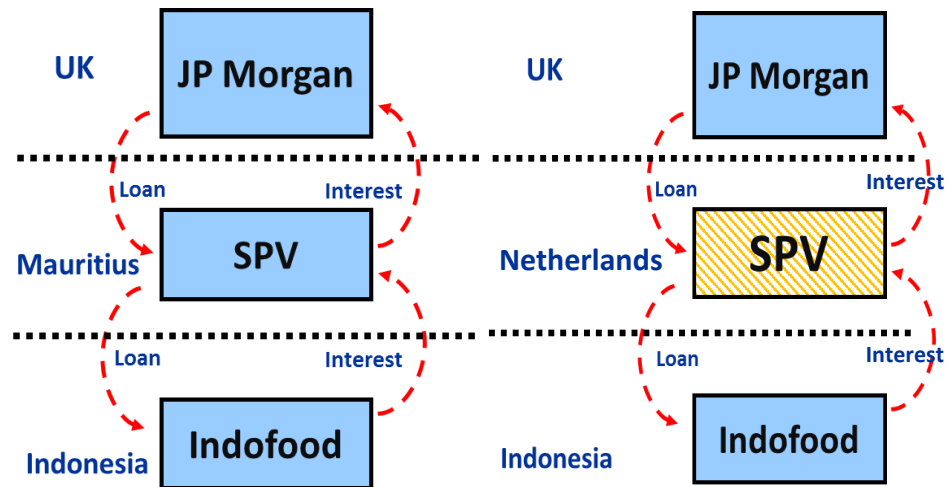 UK
JP Morgan
Loan
Interest
Mauritius
SPV
Loan
Interest
Indonesia
Indofood
UK
JP Morgan
Loan
Interest
Netherlands
SPV
Loan
Interest
Indonesia
Indofood